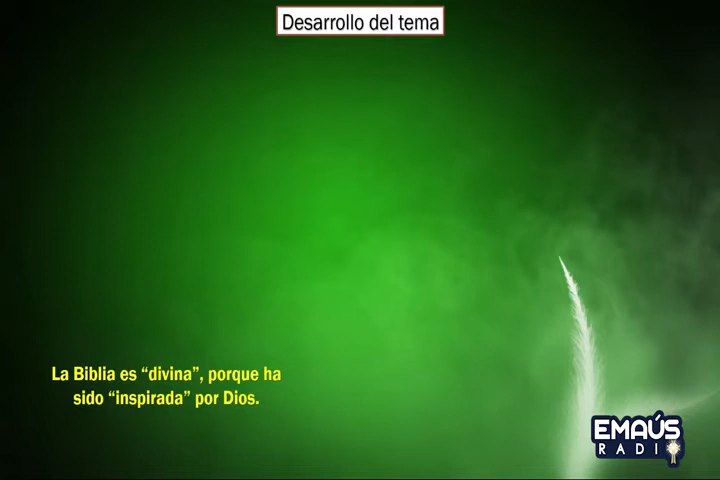 Desarrollo del tema
La Biblia es “divina”, porque ha
sido “inspirada” por Dios.
EMAÚS
RADIO